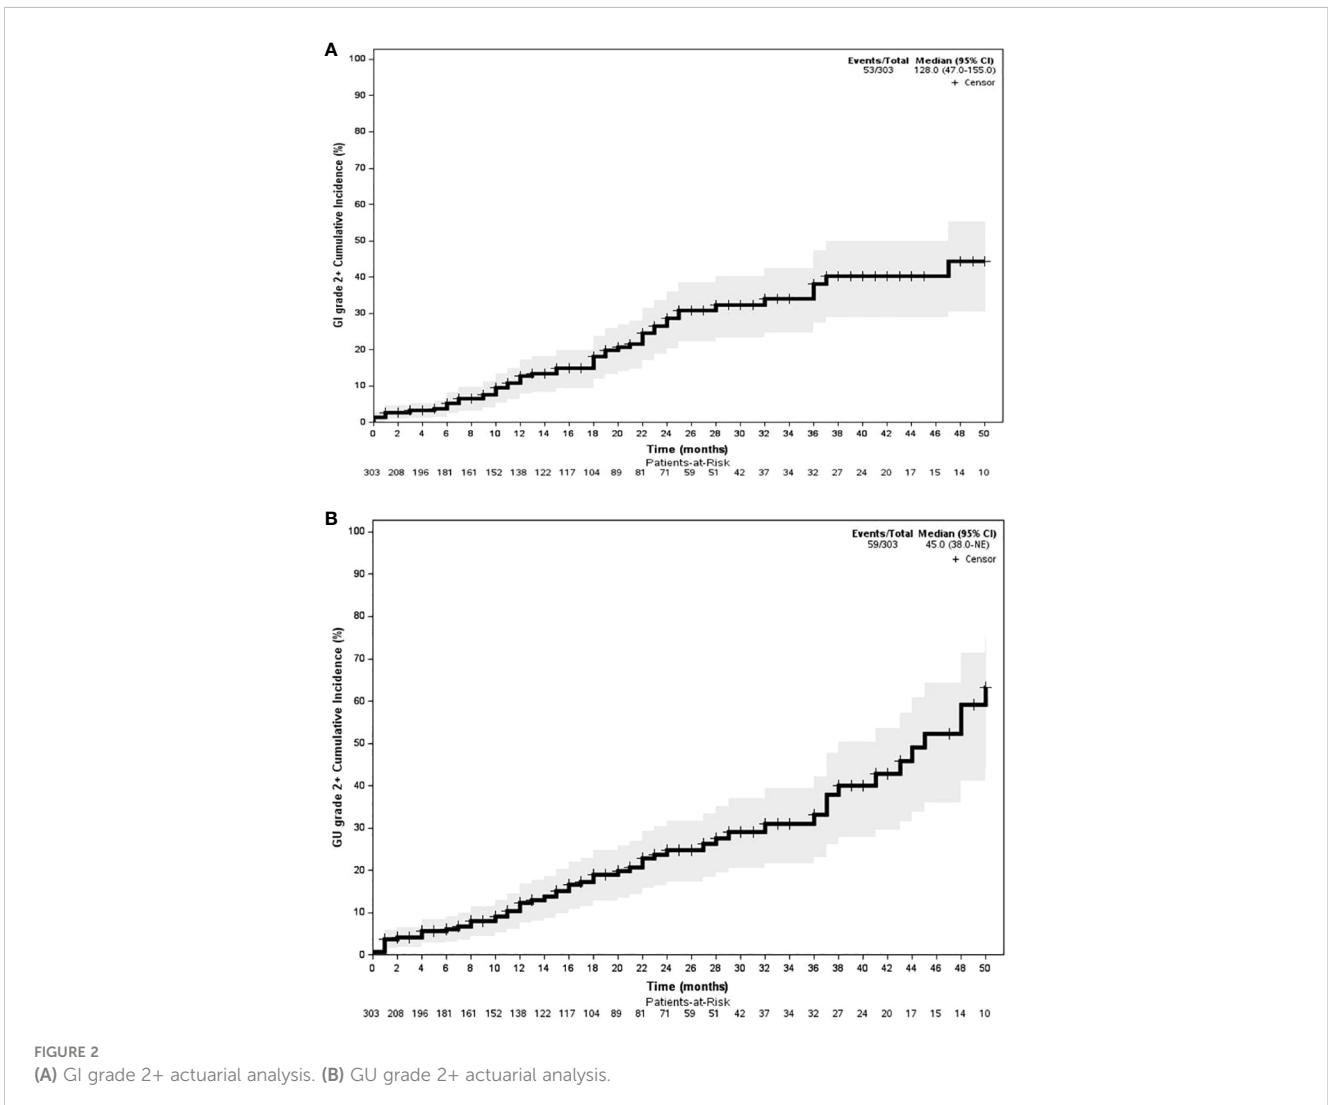 A
GI grade 2+ Cumulative Incidence (%)
100
90
80
70
60
50
40
30
20
10
0
Events/Total Median (95% CI)
53/303 128.0 (47.0-155.0)
+ Censor
0 2 4 6 8 10 12 14 16 18 20 22 24 26 28 30 32 34 36 38 40 42 44 46 48 50
Time (months)
Patients-at-Risk
303 208 196 181 161 152 138 122 117 104 89 81 71 59 51 42 37 34 32 27 24 20 17 15 14 10
B
GU grade 2+ Cumulative Incidence (%)
100
90
80
70
60
50
40
30
20
10
0
Events/Total Median (95% CI)
59/303 45.0 (38.0-NE)
+ Censor
0 2 4 6 8 10 12 14 16 18 20 22 24 26 28 30 32 34 36 38 40 42 44 46 48 50
Time (months)
Patients-at-Risk
303 208 196 181 161 152 138 122 117 104 89 81 71 59 51 42 37 34 32 27 24 20 17 15 14 10
FIGURE 2
(A) GI grade 2+ actuarial analysis. (B) GU grade 2+ actuarial analysis.